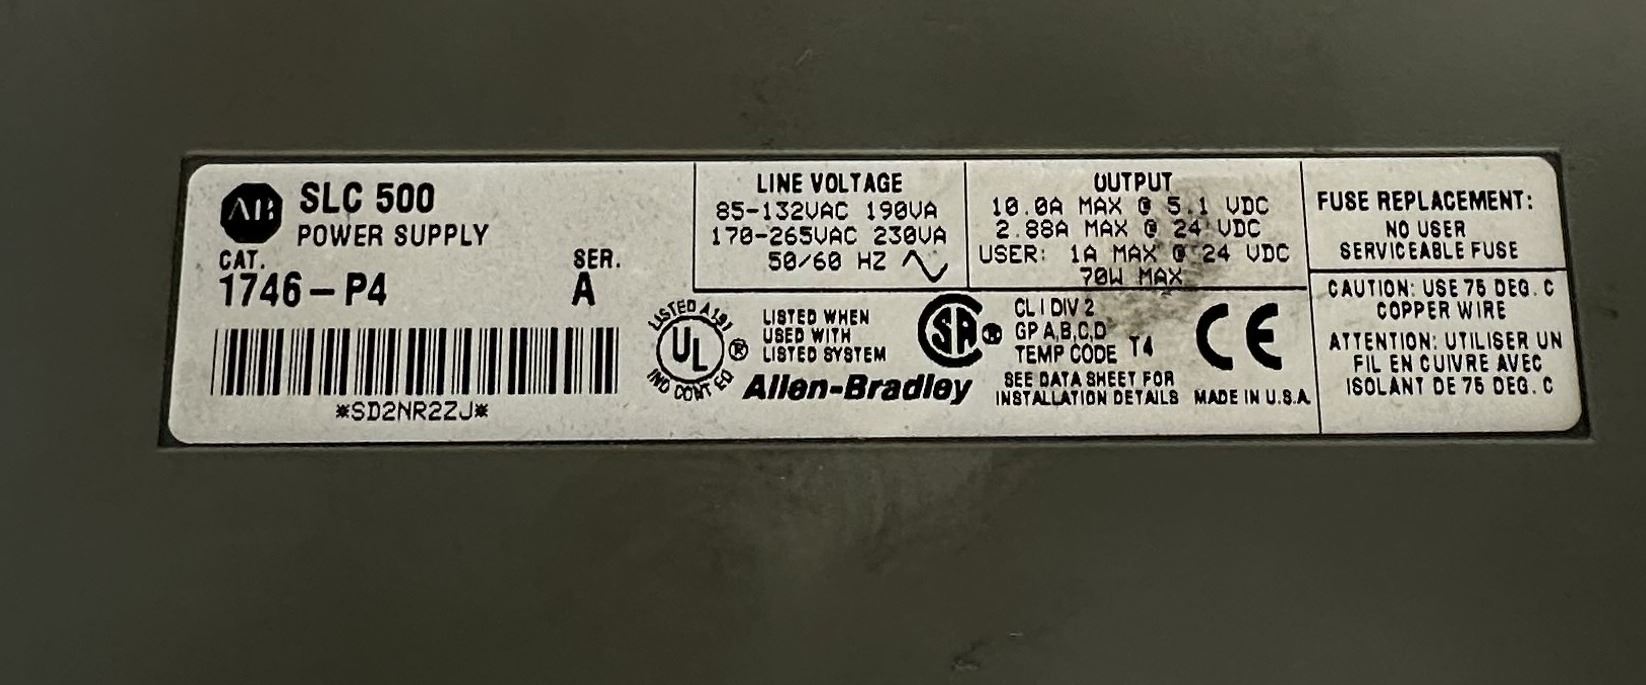 AB
SLC 500
POWER SUPPLY
CAT.
SER.
1746-P4
A
*SD2NR2ZJ*
LINE VOLTAGE
85-132VAC 190VA
170-265VAC 230VA
50/60 HZ
OUTPUT
10.0A MAX @ 5.1 VDC
2.88A MAX @ 24 VDC
USER: 1A MAX @ 24 VDC
70W MAX
FUSE REPLACEMENT:
NO USER
SERVICEABLE FUSE
LISTED A197
UL ®
IND CONT EQ
LISTED WHEN
USED WITH
LISTED SYSTEM
Allen-Bradley
SA
CL I DIV 2
GP A,B,C,D
TEMP CODE T4
SEE DATA SHEET FOR
INSTALLATION DETAILS
CE
MADE IN U.S.A.
CAUTION: USE 75 DEG. C
COPPER WIRE
ATTENTION: UTILISER UN
FIL EN CUIVRE AVEC
ISOLANT DE 75 DEG. C